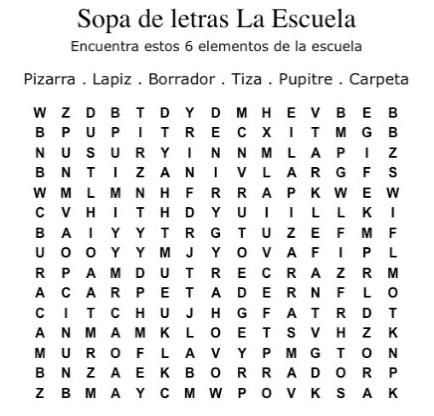 Sopa de letras La Escuela
Encuentra estos 6 elementos de la escuela
Pizarra . Lapiz . Borrador . Tiza . Pupitre . Carpeta
W Z D B T D Y D M H E V B E B
B P U P I T R E C X I T M G B
N U S U R Y I N N M L A P I Z
B N T I Z A N I V L A R G F S
W M L M N H F R R A P K W E W
C V H I T H D Y U I I L L K I
B A I Y Y T R G T U Z E F M F
U O O Y Y M J Y O V A F I P L
R P A M D U T R E C R A Z R M
A C A R P E T A D E R N F L O
C I T C H U J H G F A T R D T
A N M A M K L O E T S V H Z K
M U R O F L A V Y P M G T O N
B N Z A E K B O R R A D O R P
Z B M A Y C M W P O V K S A K